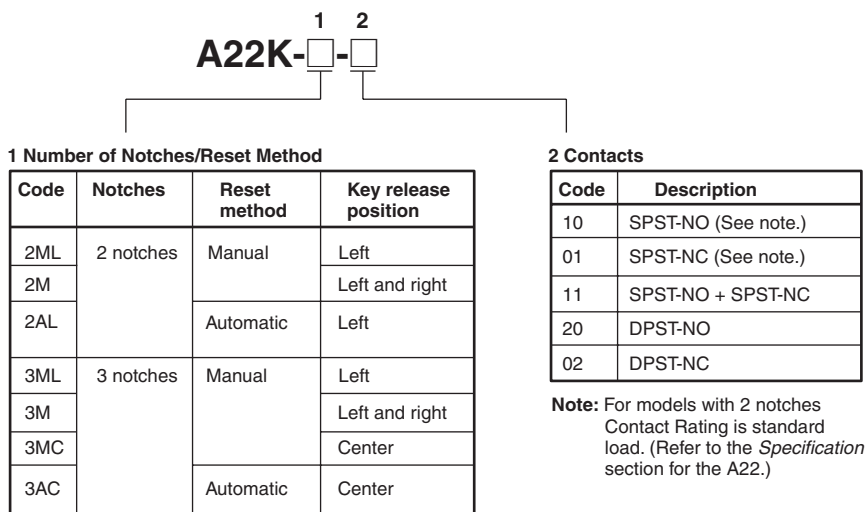 1 2
A22K-□-□
1 Number of Notches/Reset Method
Code Notches Reset method Key release position
2ML 2 notches Manual Left
2M Left and right
2AL Automatic Left
3ML 3 notches Manual Left
3M Left and right
3MC Center
3AC Automatic Center
2 Contacts
Code Description
10 SPST-NO (See note.)
01 SPST-NC (See note.)
11 SPST-NO + SPST-NC
20 DPST-NO
02 DPST-NC
Note: For models with 2 notches
Contact Rating is standard
load. (Refer to the Specification
section for the A22.)